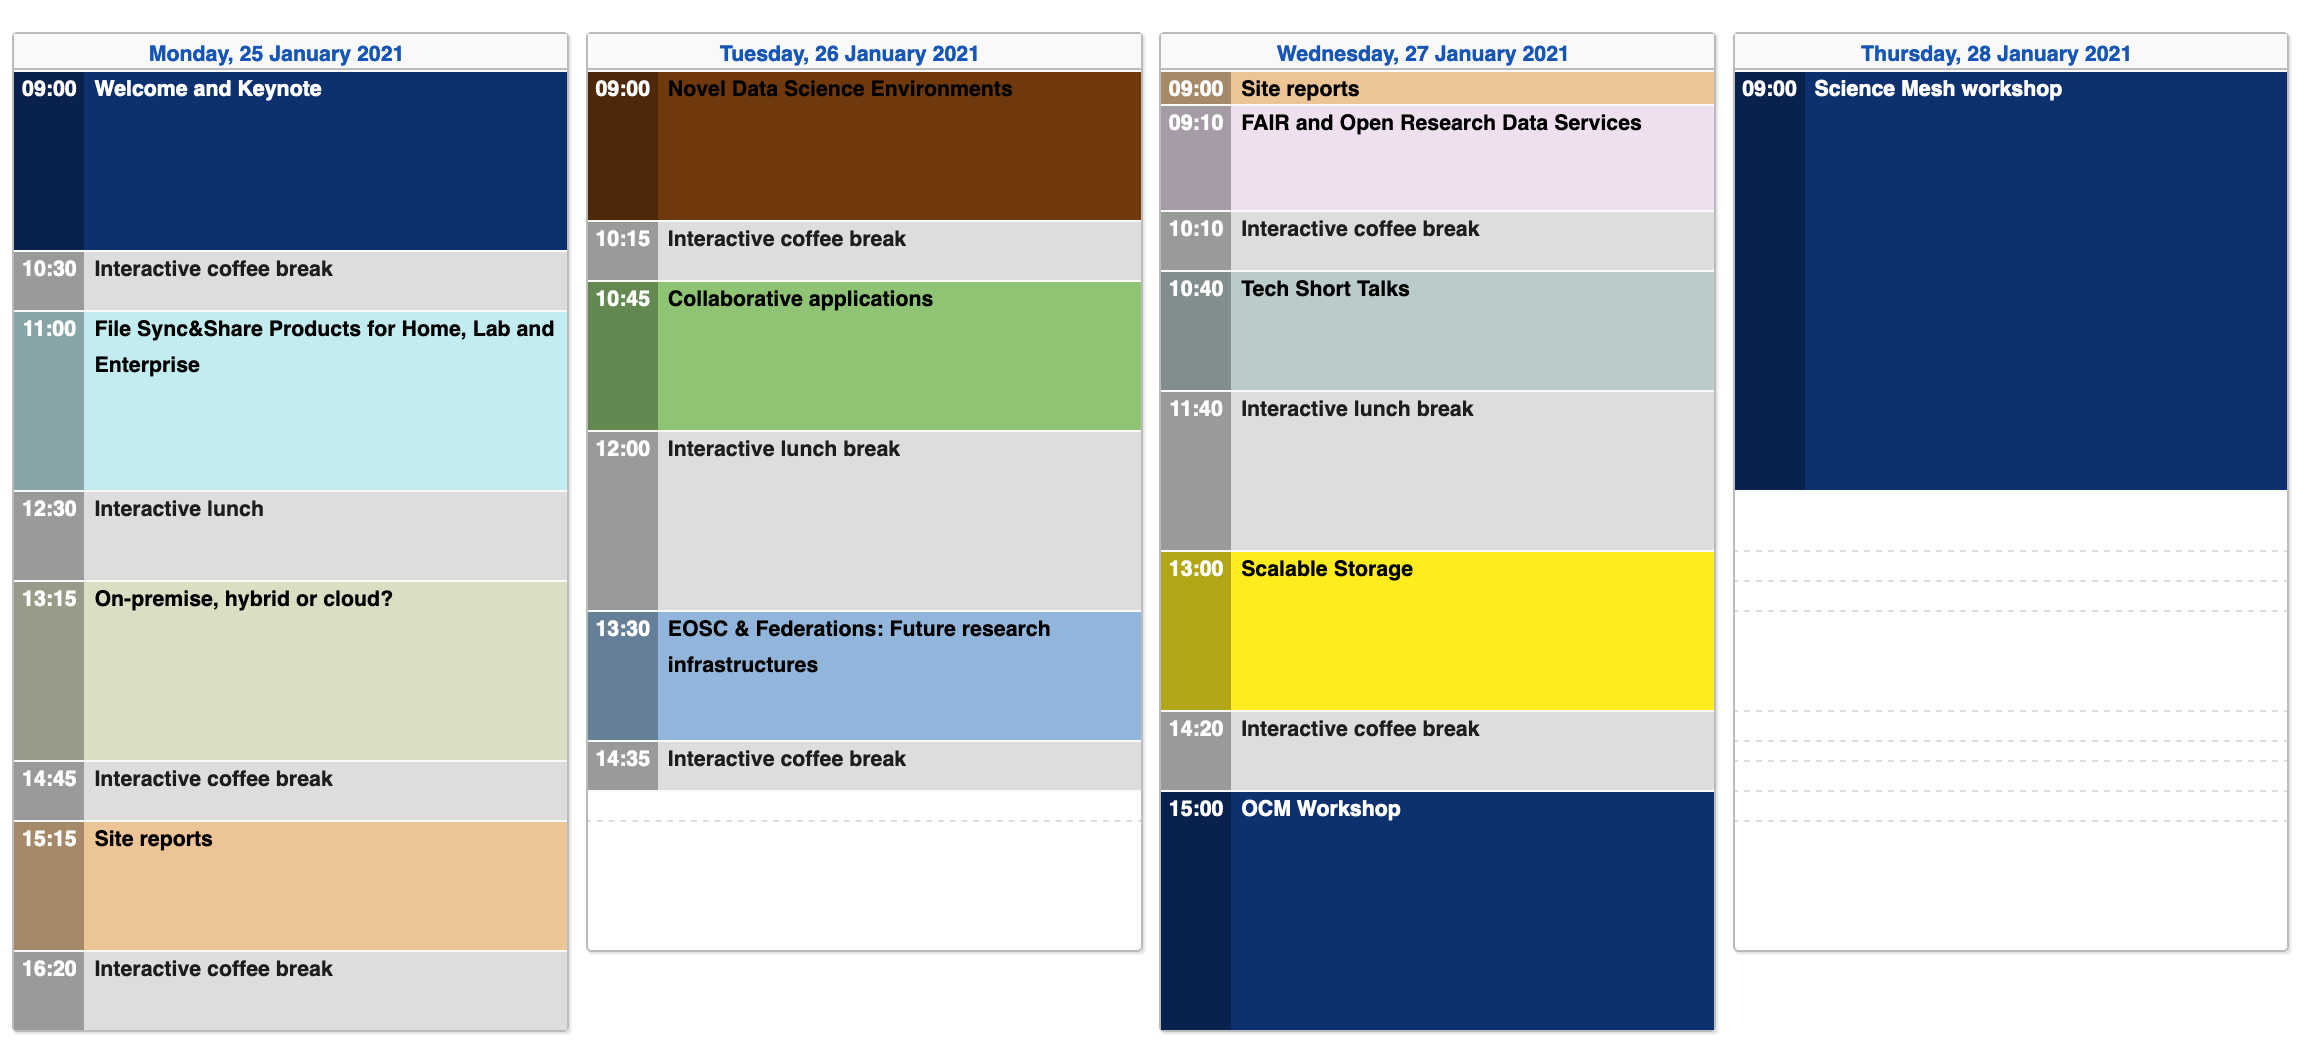 Monday, 25 January 2021
09:00 Welcome and Keynote
10:30 Interactive coffee break
11:00 File Sync&Share Products for Home, Lab and
Enterprise
12:30 Interactive lunch
13:15 On-premise, hybrid or cloud?
14:45 Interactive coffee break
15:15 Site reports
16:20 Interactive coffee break
Tuesday, 26 January 2021
09:00 Novel Data Science Environments
10:15 Interactive coffee break
10:45 Collaborative applications
12:00 Interactive lunch break
13:30 EOSC & Federations: Future research
infrastructures
14:35 Interactive coffee break
Wednesday, 27 January 2021
09:00 Site reports
09:10 FAIR and Open Research Data Services
10:10 Interactive coffee break
10:40 Tech Short Talks
11:40 Interactive lunch break
13:00 Scalable Storage
14:20 Interactive coffee break
15:00 OCM Workshop
Thursday, 28 January 2021
09:00 Science Mesh workshop